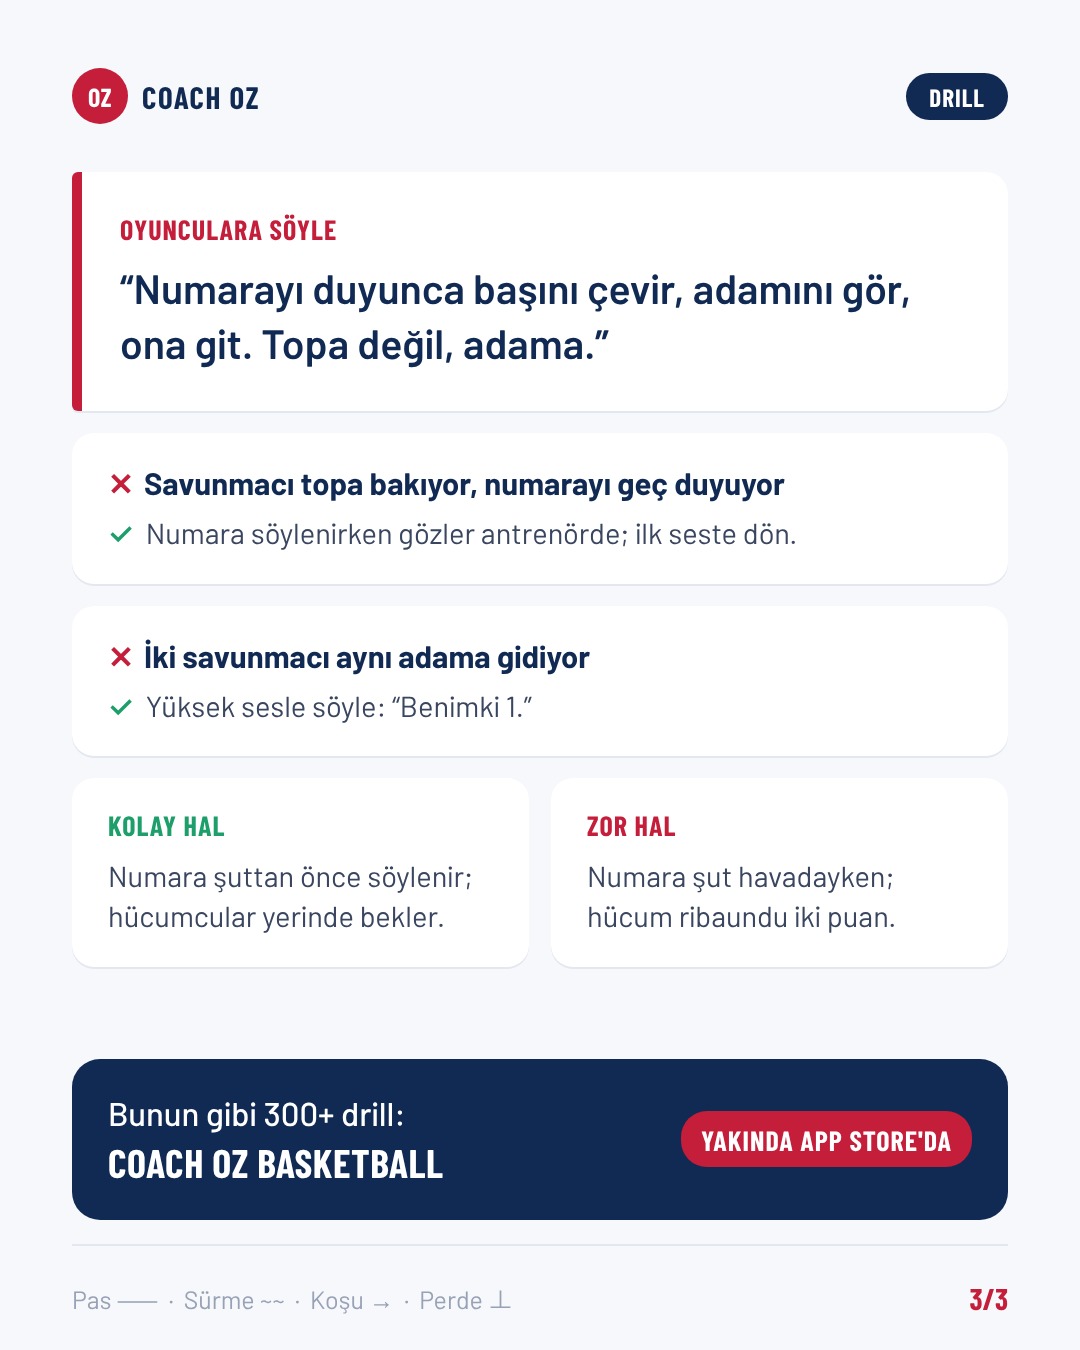 OZ COACH OZ
DRILL
OYUNCULARA SÖYLE
“Numarayı duyunca başını çevir, adamını gör,
ona git. Topa değil, adama.”
✕ Savunmacı topa bakıyor, numarayı geç duyuyor
✓ Numara söylenirken gözler antrenörde; ilk seste dön.
✕ İki savunmacı aynı adama gidiyor
✓ Yüksek sesle söyle: “Benimki 1.”
KOLAY HAL
Numara şuttan önce söylenir;
hücumcular yerinde bekler.
ZOR HAL
Numara şut havadayken;
hücum ribaundu iki puan.
Bunun gibi 300+ drill:
COACH OZ BASKETBALL
YAKINDA APP STORE'DA
Pas —— · Sürme ~~ · Koşu → · Perde ⊥
3/3